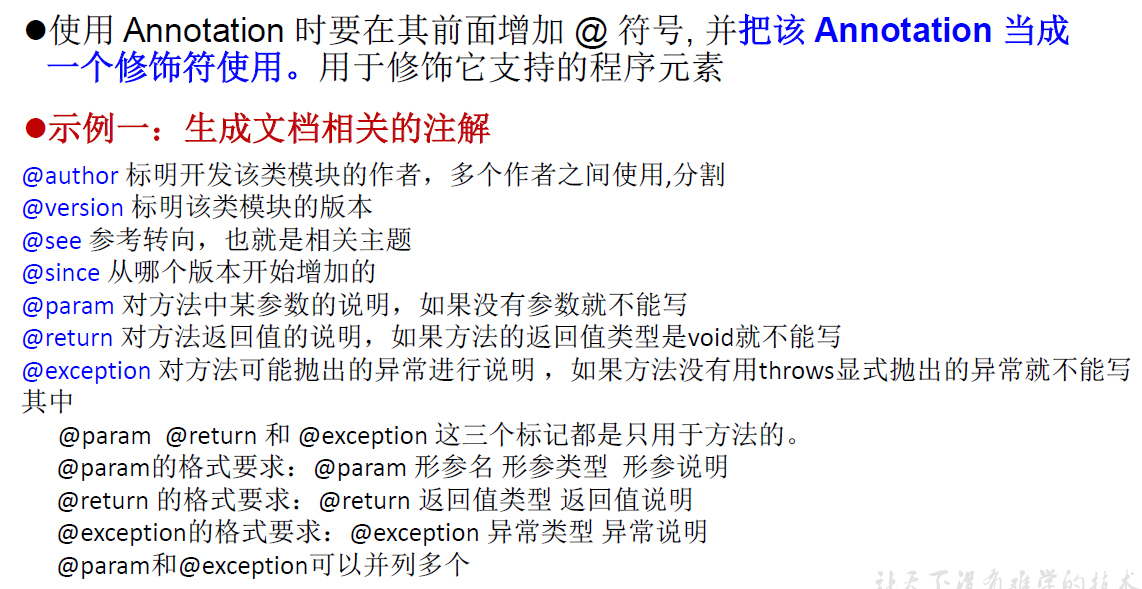 ●使用 Annotation 时要在其前面增加 @ 符号, 并把该 Annotation 当成
一个修饰符使用。用于修饰它支持的程序元素
●示例一：生成文档相关的注解
@author 标明开发该类模块的作者，多个作者之间使用,分割
@version 标明该类模块的版本
@see 参考转向，也就是相关主题
@since 从哪个版本开始增加的
@param 对方法中某参数的说明，如果没有参数就不能写
@return 对方法返回值的说明，如果方法的返回值类型是void就不能写
@exception 对方法可能抛出的异常进行说明 ，如果方法没有用throws显式抛出的异常就不能写
其中
@param @return 和 @exception 这三个标记都是只用于方法的。
@param的格式要求：@param 形参名 形参类型 形参说明
@return 的格式要求：@return 返回值类型 返回值说明
@exception的格式要求：@exception 异常类型 异常说明
@param和@exception可以并列多个
让天下没有难学的技术